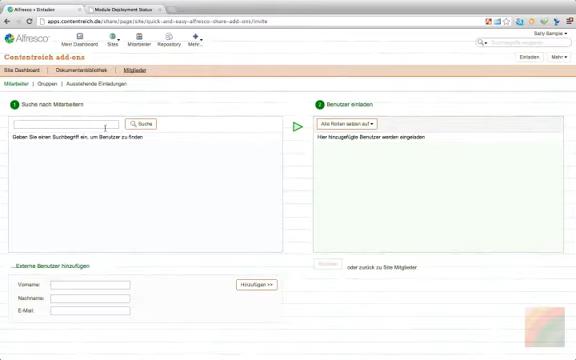 Alfresco » Einladen
Module Deployment Status
apps.contentreich.de/share/page/site/quick-and-easy-alfresco-share-add-ons/invite
Alfresco
Mein Dashboard
Sites
Mitarbeiter
Repository
Mehr...
Sally Sample
Contentreich add-ons
Einladen
Mehr
Site Dashboard
Dokumentenbibliothek
Mitglieder
Mitarbeiter | Gruppen | Ausstehende Einladungen
1 Suche nach Mitarbeitern
2 Benutzer einladen
Suche
Alle Rollen setzen auf
Geben Sie einen Suchbegriff ein, um Benutzer zu finden
Hier hinzugefügte Benutzer werden eingeladen
...Externe Benutzer hinzufügen
oder zurück zu Site Mitglieder
Vorname:
Hinzufügen >>
Nachname:
E-Mail: